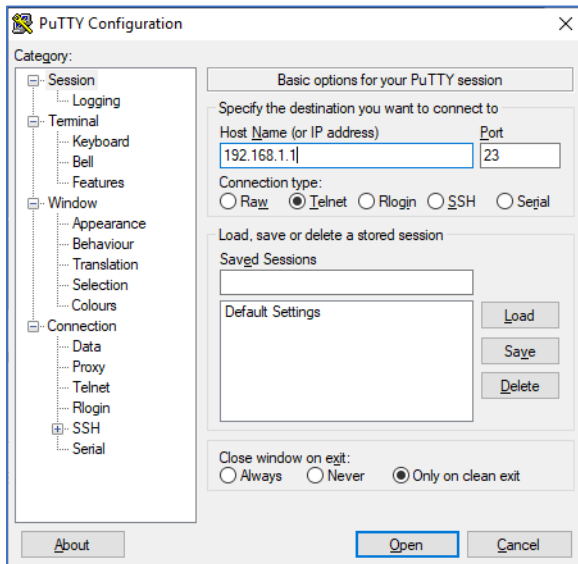 PuTTY Configuration
Category:
Session
Logging
Terminal
Keyboard
Bell
Features
Window
Appearance
Behaviour
Translation
Selection
Colours
Connection
Data
Proxy
Telnet
Rlogin
SSH
Serial
Basic options for your PuTTY session
Specify the destination you want to connect to
Host Name (or IP address) Port
192.168.1.1 23
Connection type:
Raw Telnet Rlogin SSH Serial
Load, save or delete a stored session
Saved Sessions
Default Settings
Load
Save
Delete
Close window on exit:
Always Never Only on clean exit
About Open Cancel